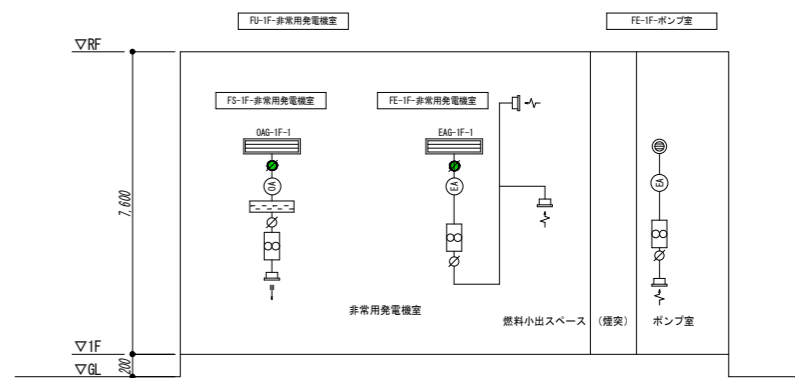 FU-1F-非常用発電機室
FE-1F-ポンプ室
▽RF
FS-1F-非常用発電機室
FE-1F-非常用発電機室
OAG-1F-1
EAG-1F-1
OA
EA
EA
7,600
非常用発電機室
燃料小出スペース
(煙突)
ポンプ室
▽1F
200
▽GL